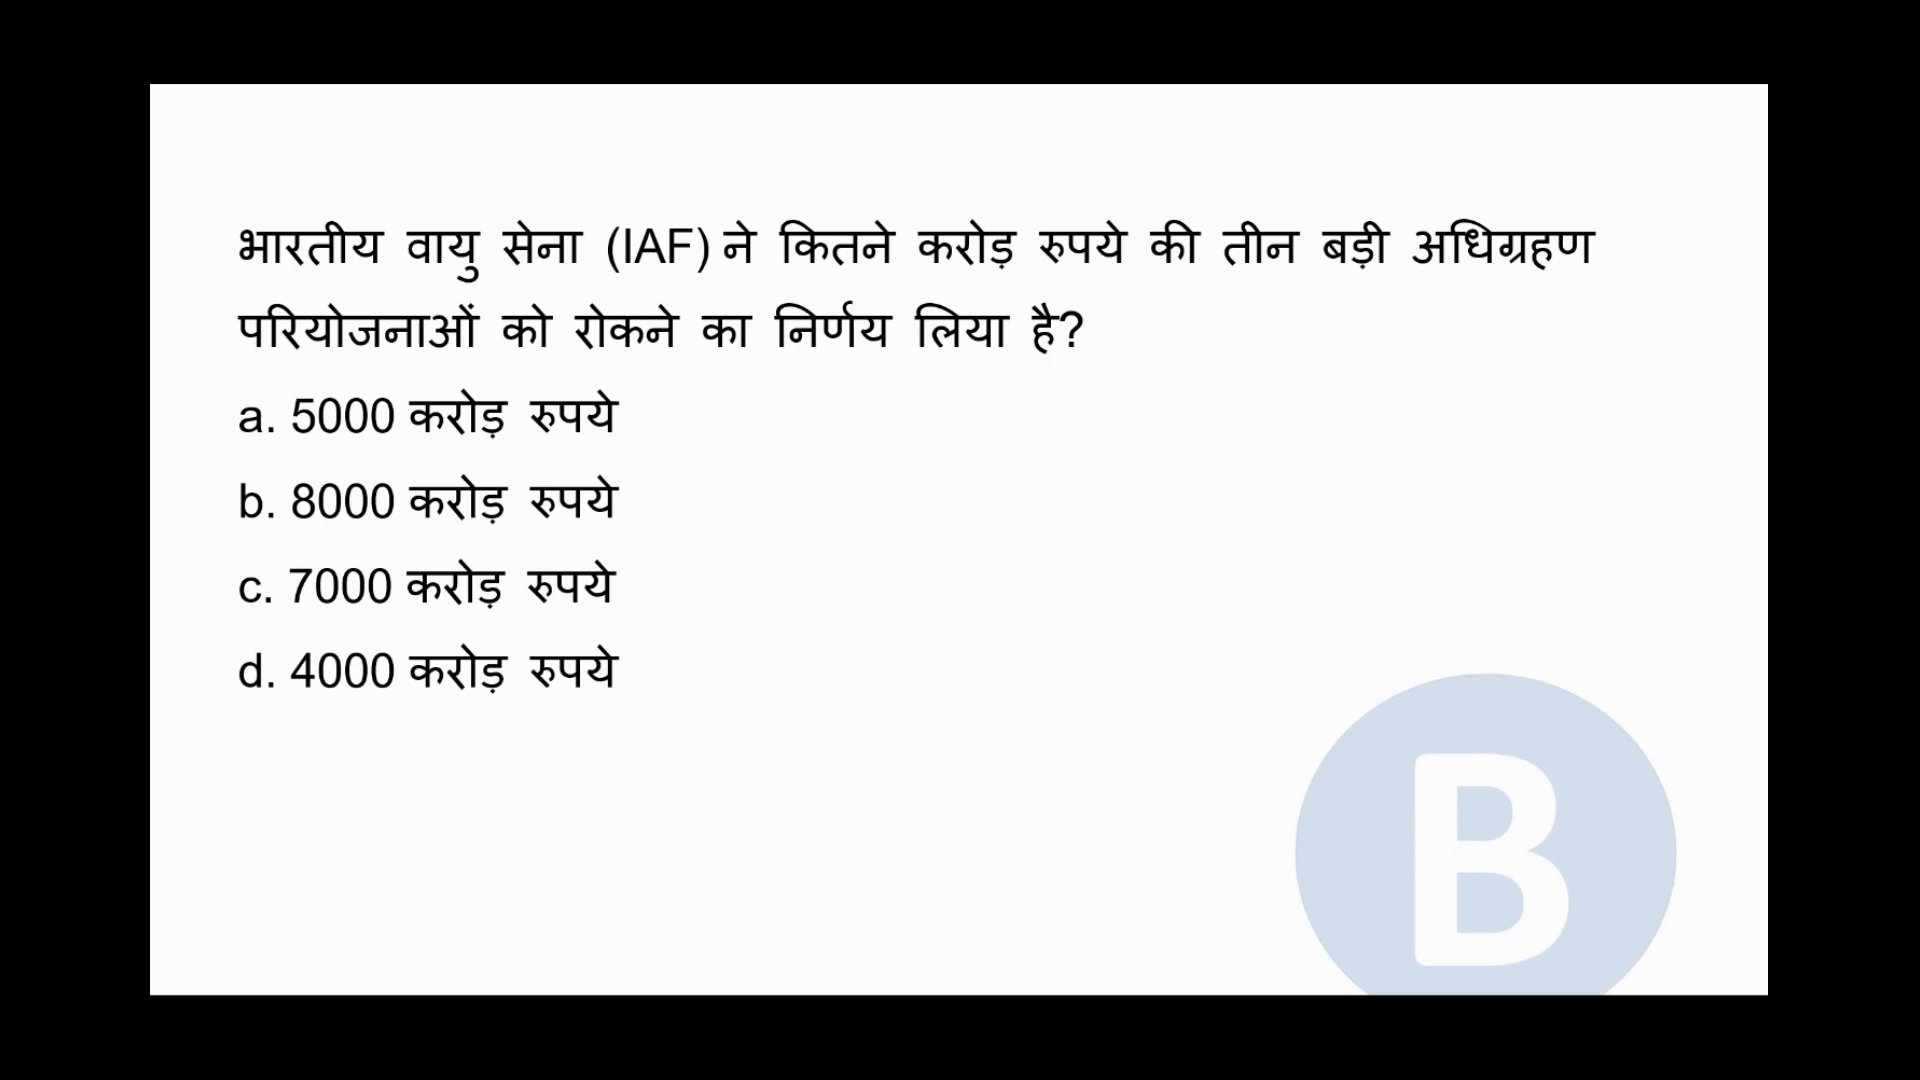 भारतीय वायु सेना (IAF) ने कितने करोड़ रुपये की तीन बड़ी अधिग्रहण
परियोजनाओं को रोकने का निर्णय लिया है?
a. 5000 करोड़ रुपये
b. 8000 करोड़ रुपये
c. 7000 करोड़ रुपये
d. 4000 करोड़ रुपये
B